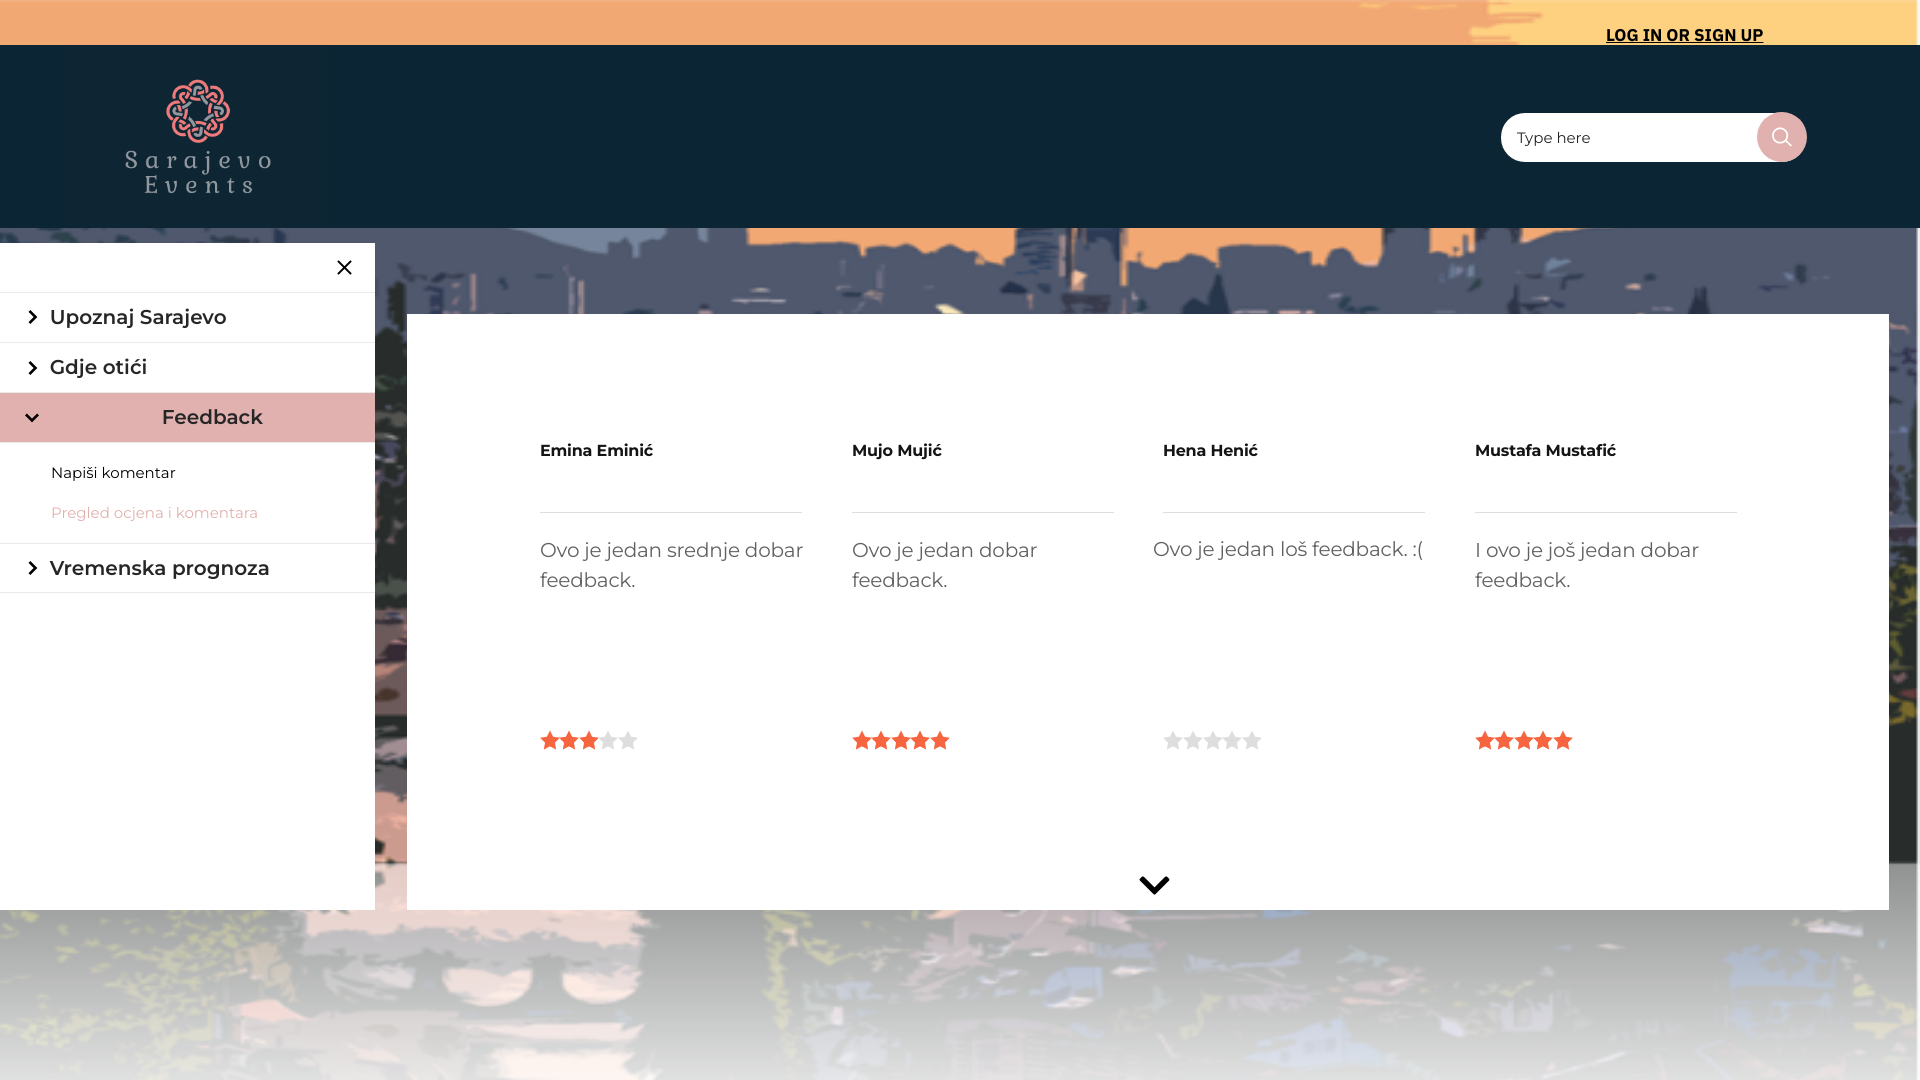 LOG IN OR SIGN UP
Sarajevo
Events
Type here
Upoznaj Sarajevo
Gdje otići
Feedback
Napiši komentar
Pregled ocjena i komentara
Vremenska prognoza
Emina Eminić
Ovo je jedan srednje dobar
feedback.
Mujo Mujić
Ovo je jedan dobar
feedback.
Hena Henić
Ovo je jedan loš feedback. :(
Mustafa Mustafić
I ovo je još jedan dobar
feedback.